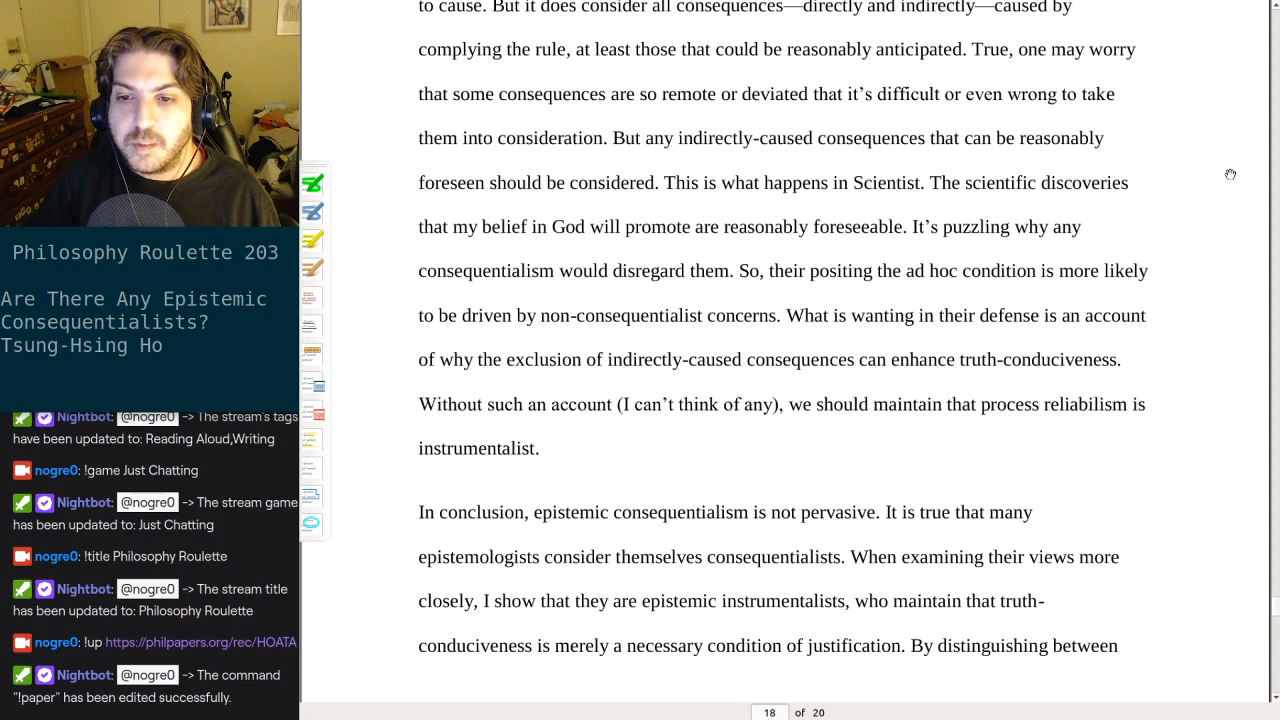 Philosophy Roulette 203
Are There Any Epistemic
Consequentialists?
Tsung-Hsing Ho
Nightbot: @nogre0 -> The stream's tags
been updated to: Reading Aloud,Writing
nogre0: !game Just Chatting
Nightbot: @nogre0 -> The stream game
has been updated to: Just Chatting
nogre0: !title Philosophy Roulette
Nightbot: @nogre0 -> The stream title
has been updated to: Philosophy Roulette
nogre0: !up https://philpapers.org/rec/HOATA
Nightbot: @nogre0 -> The command
"!paper" has been edited successfully.
to cause. But it does consider all consequences—directly and indirectly—caused by
complying the rule, at least those that could be reasonably anticipated. True, one may worry
that some consequences are so remote or deviated that it’s difficult or even wrong to take
them into consideration. But any indirectly-caused consequences that can be reasonably
foreseen should be considered. This is what happens in Scientist. The scientific discoveries
that my belief in God will promote are reasonably foreseeable. It’s puzzling why any
consequentialism would disregard them. So, their positing the ad hoc condition is more likely
to be driven by non-consequentialist concerns. What is wanting in their defense is an account
of why the exclusion of indirectly-caused consequences can enhance truth-conduciveness.
Without such an account (I can’t think of any), we should maintain that process reliabilism is
instrumentalist.
In conclusion, epistemic consequentialism is not pervasive. It is true that many
epistemologists consider themselves consequentialists. When examining their views more
closely, I show that they are epistemic instrumentalists, who maintain that truth-
conduciveness is merely a necessary condition of justification. By distinguishing between
18 of 20